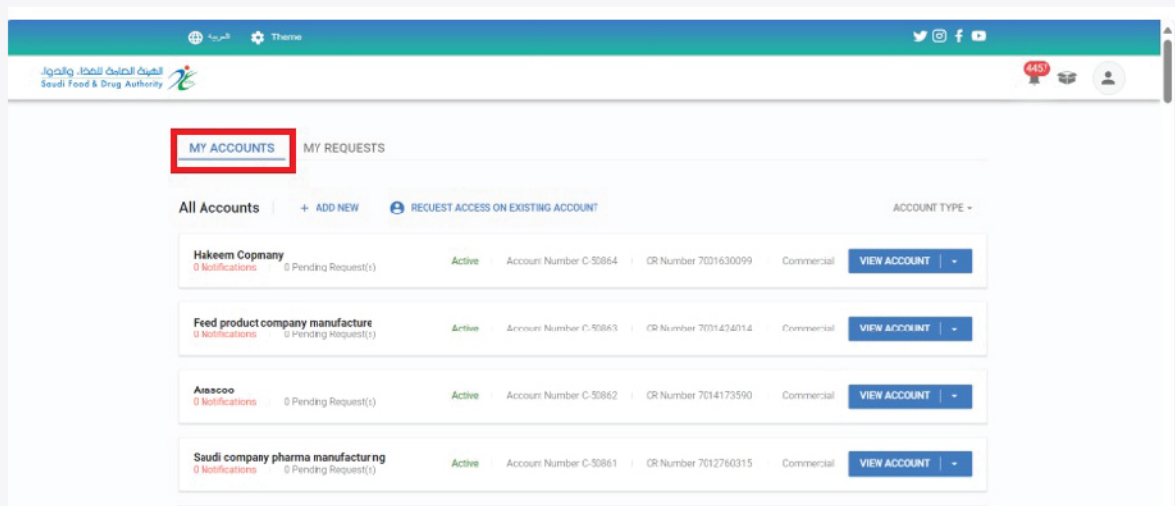 العربية Theme
الهيئة العامة للغذاء والدواء
Saudi Food & Drug Authority
4457
MY ACCOUNTS MY REQUESTS
All Accounts + ADD NEW RECUEST ACCESS ON EXISTING ACCOUNT ACCOUNT TYPE
Hakeem Copmany
0 Notifications 0 Pending Request(s) Active Account Number C-50864 CR Number 7001630099 Commercial VIEW ACCOUNT
Feed product company manufacture
0 Notifications 0 Pending Request(s) Active Account Number C-50863 CR Number 7001424014 Commercial VIEW ACCOUNT
0 Notifications 0 Pending Request(s) Active Account Number C-50862 CR Number 7014173590 Commercial VIEW ACCOUNT
Saudi company pharma manufacturing
0 Notifications 0 Pending Request(s) Active Account Number C-50861 CR Number 7012760315 Commercial VIEW ACCOUNT